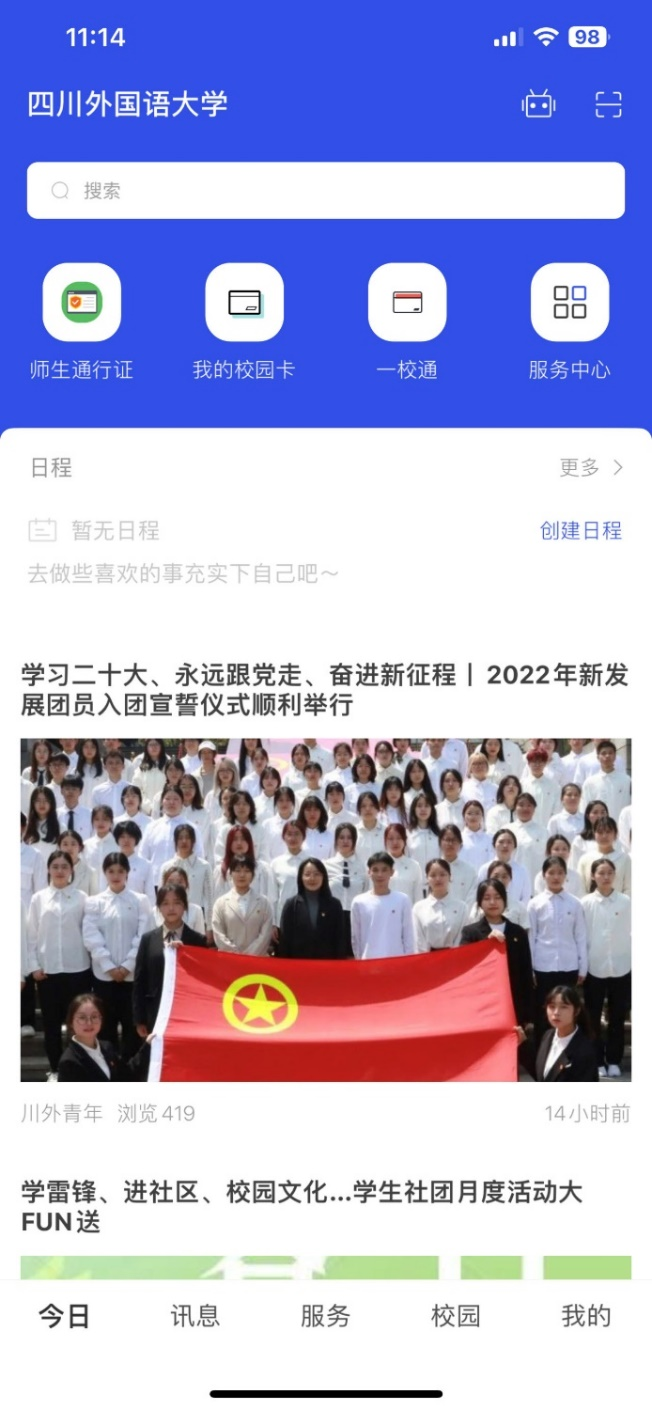 11:14
98
四川外国语大学
搜索
师生通行证
我的校园卡
一校通
服务中心
日程
更多
暂无日程
创建日程
去做些喜欢的事充实下自己吧～
学习二十大、永远跟党走、奋进新征程丨 2022年新发
展团员入团宣誓仪式顺利举行
川外青年 浏览419
14小时前
学雷锋、进社区、校园文化...学生社团月度活动大
FUN送
今日
讯息
服务
校园
我的